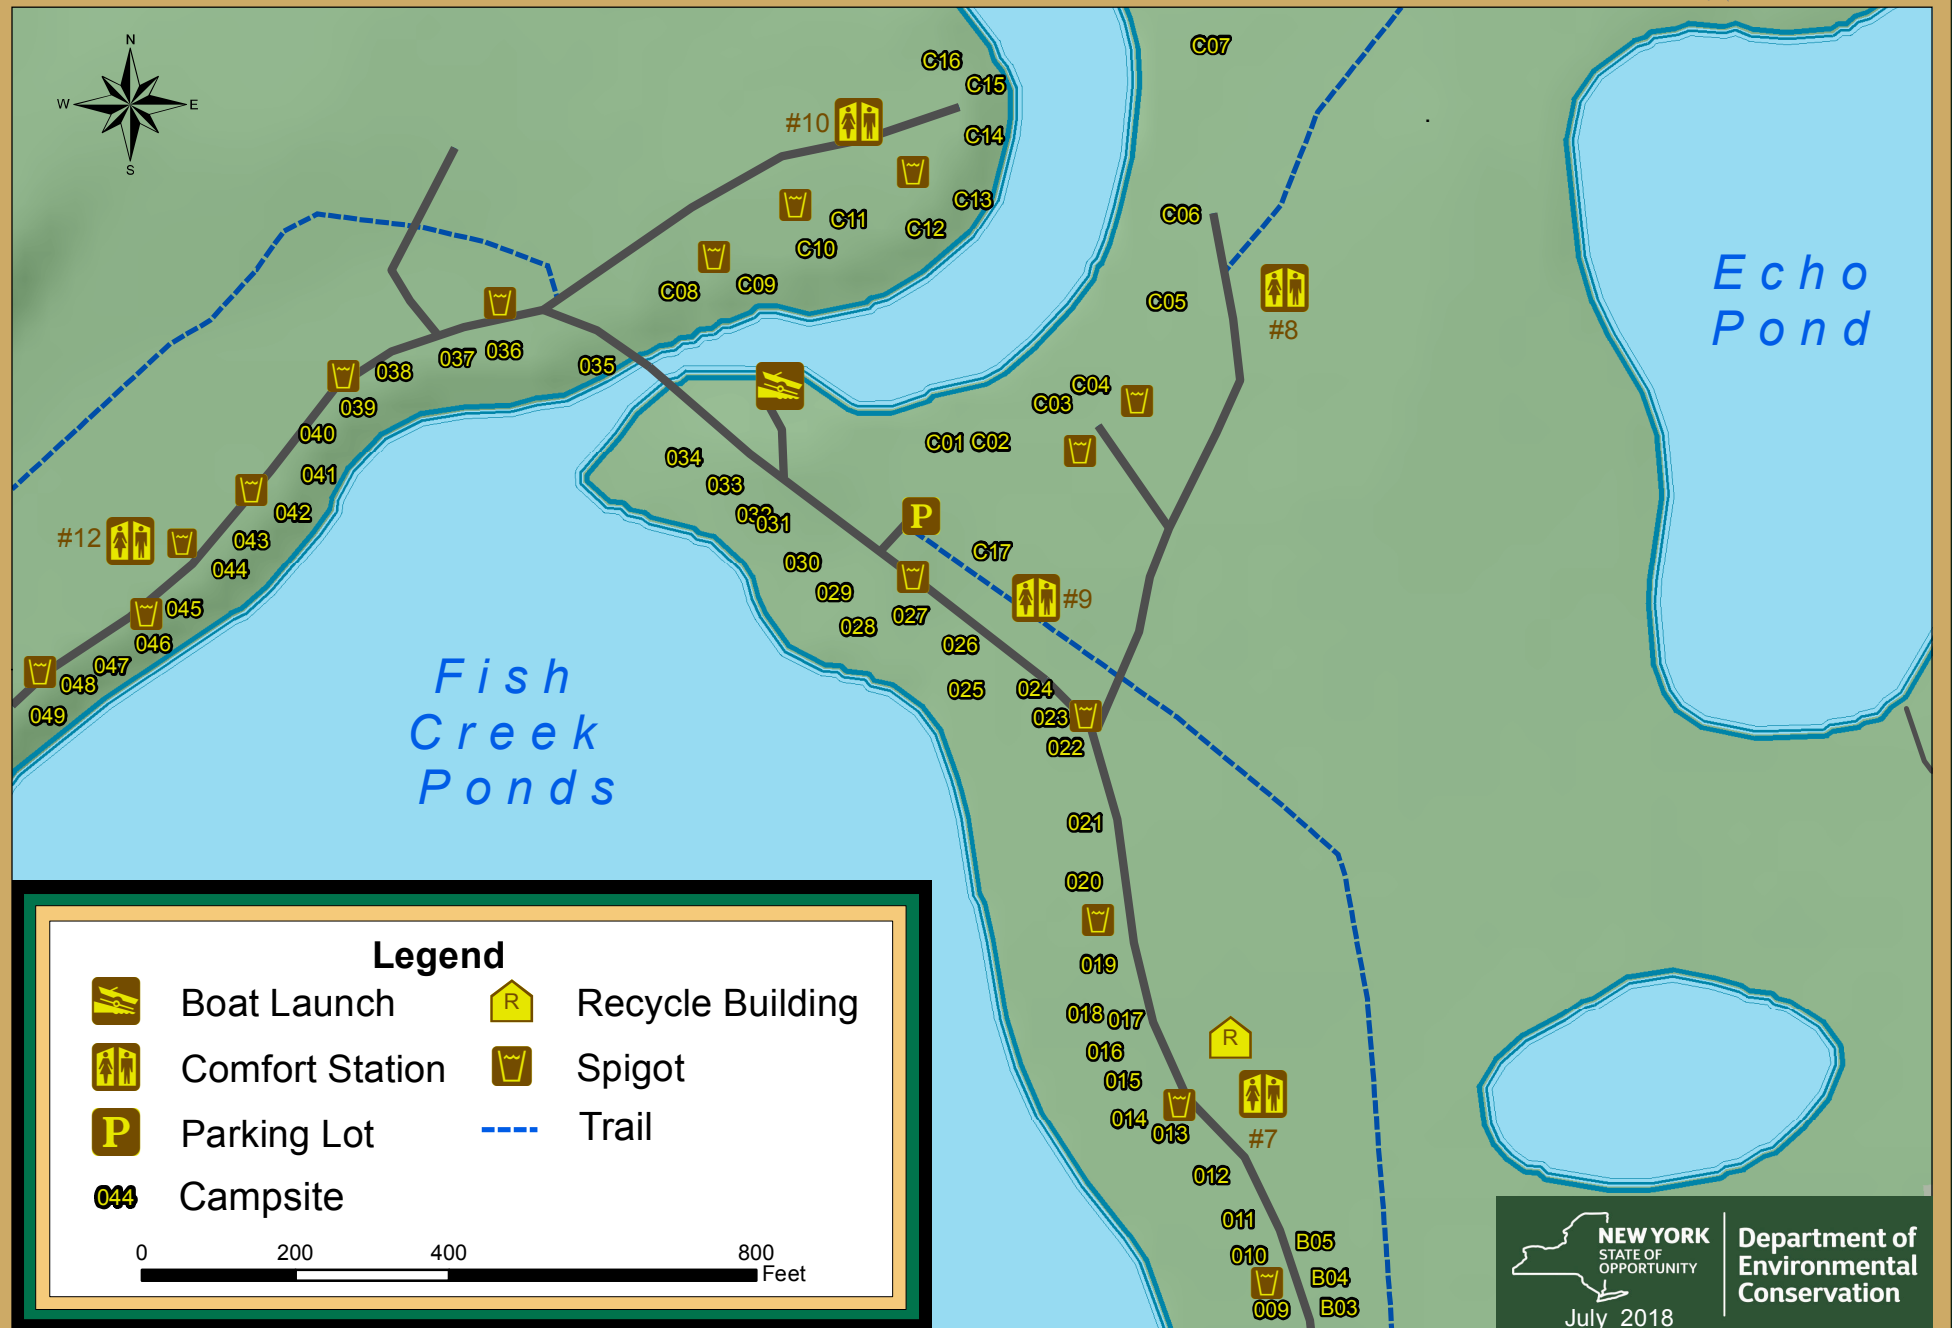 N
W
E
S
C16
C15
C07
#10
C14
C13
C11
C12
C10
C06
C09
C08
C05
#8
Echo
Pond
037
036
035
038
039
040
041
042
043
044
045
046
047
048
049
#12
C04
C03
C01
C02
034
033
032
031
P
030
029
028
027
C17
#9
026
025
024
023
022
Fish
Creek
Ponds
021
020
019
018
017
016
015
014
013
R
#7
012
011
010
009
B05
B04
B03
Legend
Boat Launch
R
Recycle Building
Comfort Station
Spigot
P
Parking Lot
Trail
044
Campsite
0
200
400
800
Feet
NEW YORK
STATE OF
OPPORTUNITY
Department of
Environmental
Conservation
July 2018